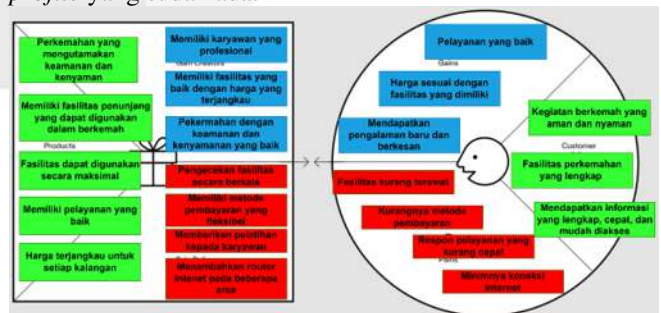 profile yang sudah ada.
Perkemahan yang
mengutamakan
keamanan dan
kenyaman
Memiliki fasilitas penunjang
yang dapat digunakan
dalam berkemah
Products
Fasilitas dapat digunakan
secara maksimal
Memiliki pelayanan yang
baik
Harga terjangkau untuk
setiap kalangan
Memiliki karyawan yang
profesional
Gain Creators
Memiliki fasilitas yang
baik dengan harga yang
terjangkau
Pekermahan dengan
keamanan dan
kenyamanan yang baik
Pengecekan fasilitas
secara berkala
Memiliki metode
pembayaran yang
fleksibel
Memberikan pelatihan
kepada karyawan
Menambahkan router
internet pada beberapa
area
Pelayanan yang baik
Gains
Harga sesuai dengan
fasilitas yang dimiliki
Mendapatkan
pengalaman baru dan
berkesan
Fasilitas kurang terawat
Kurangnya metode
pembayaran
Respon pelayanan yang
kurang cepat
Pains
Minimnya koneksi
internet
Kegiatan berkemah yang
aman dan nyaman
Customer
Fasilitas perkemahan
yang lengkap
Mendapatkan informasi
yang lengkap, cepat, dan
mudah diakses